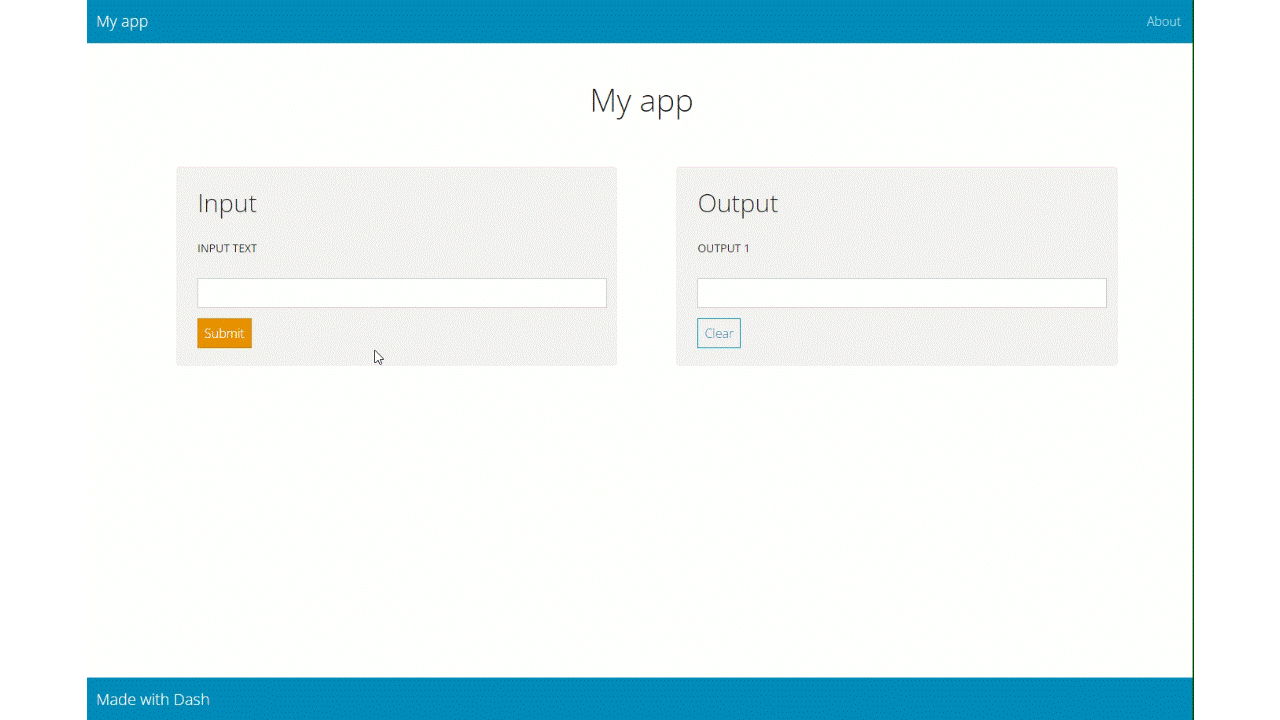 My app
About
My app
Input
INPUT TEXT
Submit
Output
OUTPUT 1
Clear
Made with Dash